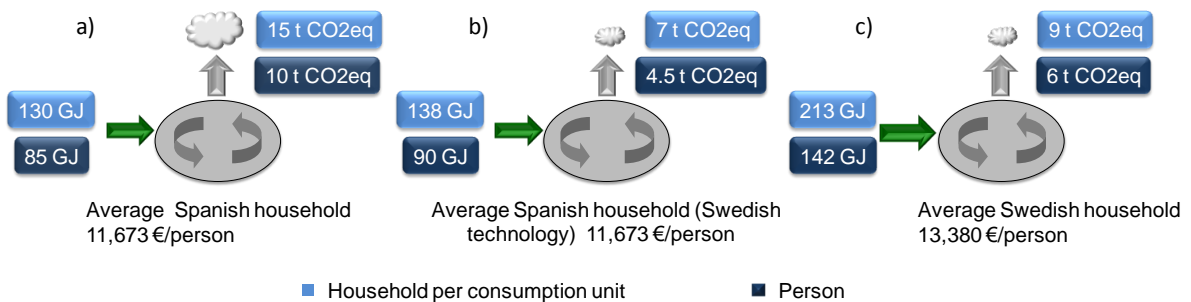 a)
15 t CO2eq
10 t CO2eq
130 GJ
85 GJ
Average Spanish household
11,673 €/person
b)
7 t CO2eq
4.5 t CO2eq
138 GJ
90 GJ
Average Spanish household (Swedish
technology) 11,673 €/person
c)
9 t CO2eq
6 t CO2eq
213 GJ
142 GJ
Average Swedish household
13,380 €/person
Household per consumption unit
Person